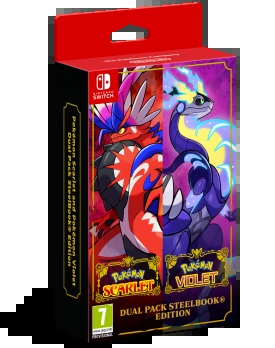 Pokémon Scarlet and Pokémon Violet
Dual Pack SteelBook® Edition
NINTENDO
SWITCH
POKÉMON
SCARLET
POKÉMON
VIOLET
7
PROVISIONAL
DUAL PACK STEELBOOK®
EDITION